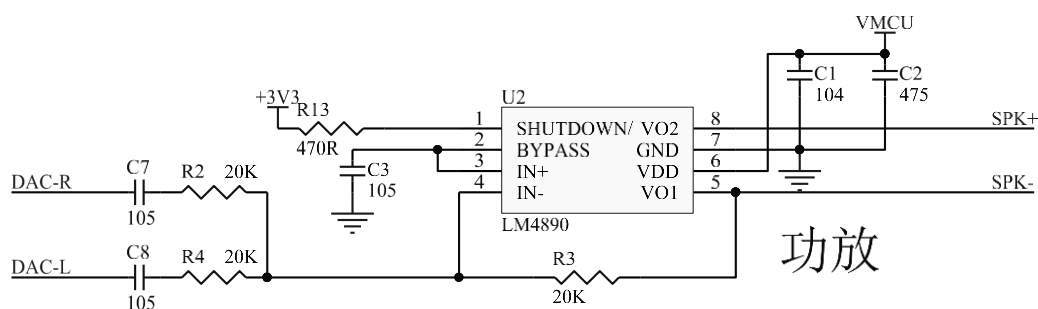 VMCU
C1
104
C2
475
+3V3
R13
470R
U2
1 SHUTDOWN/ VO2 8 SPK+
2 BYPASS GND 7
3 IN+ VDD 6
4 IN- VO1 5 SPK-
LM4890
C3
105
DAC-R
C7
105
R2 20K
DAC-L
C8
105
R4 20K
R3
20K
功放